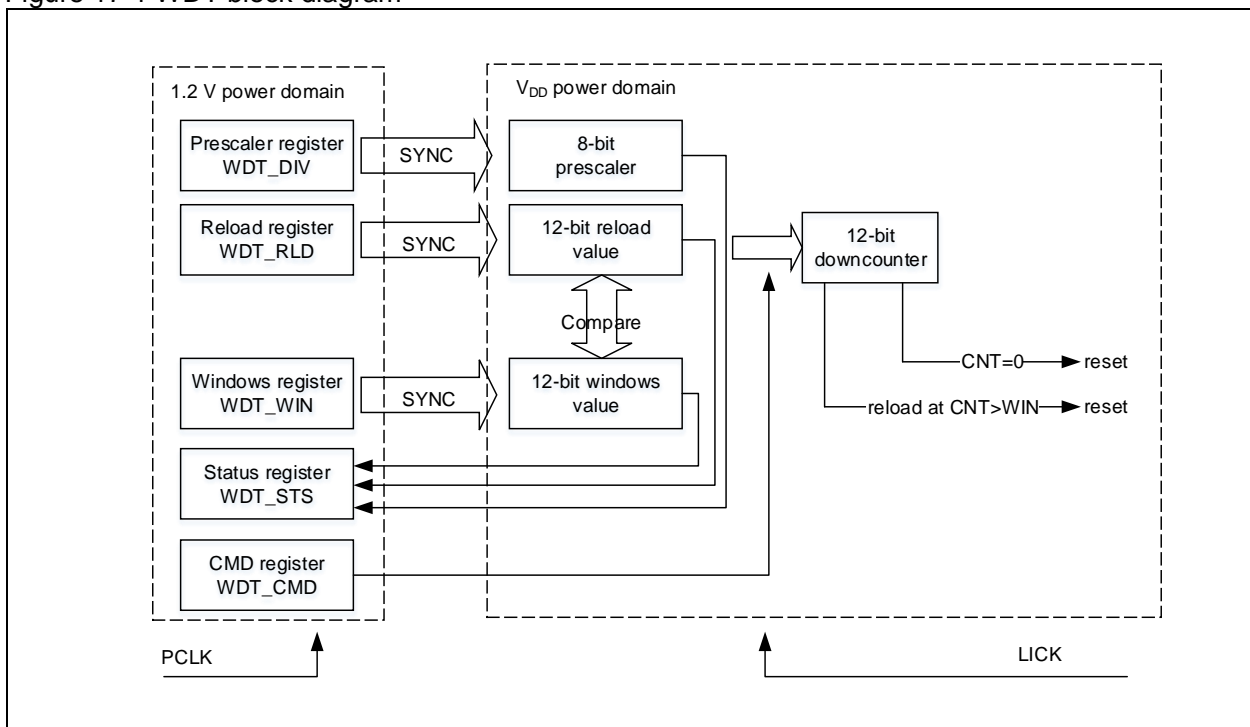 1.2 V power domain
VDD power domain
Prescaler register
WDT_DIV
SYNC
8-bit
prescaler
Reload register
WDT_RLD
SYNC
12-bit reload
value
12-bit
downcounter
Compare
CNT=0
reset
Windows register
WDT_WIN
SYNC
12-bit windows
value
reload at CNT>WIN
reset
Status register
WDT_STS
CMD register
WDT_CMD
PCLK
LICK